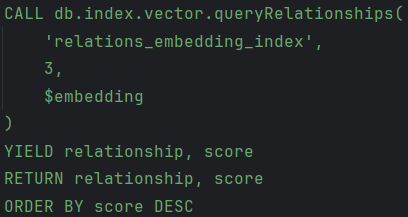 CALL db.index.vector.queryRelationships(
    'relations_embedding_index',
    3,
    $embedding
)
YIELD relationship, score
RETURN relationship, score
ORDER BY score DESC